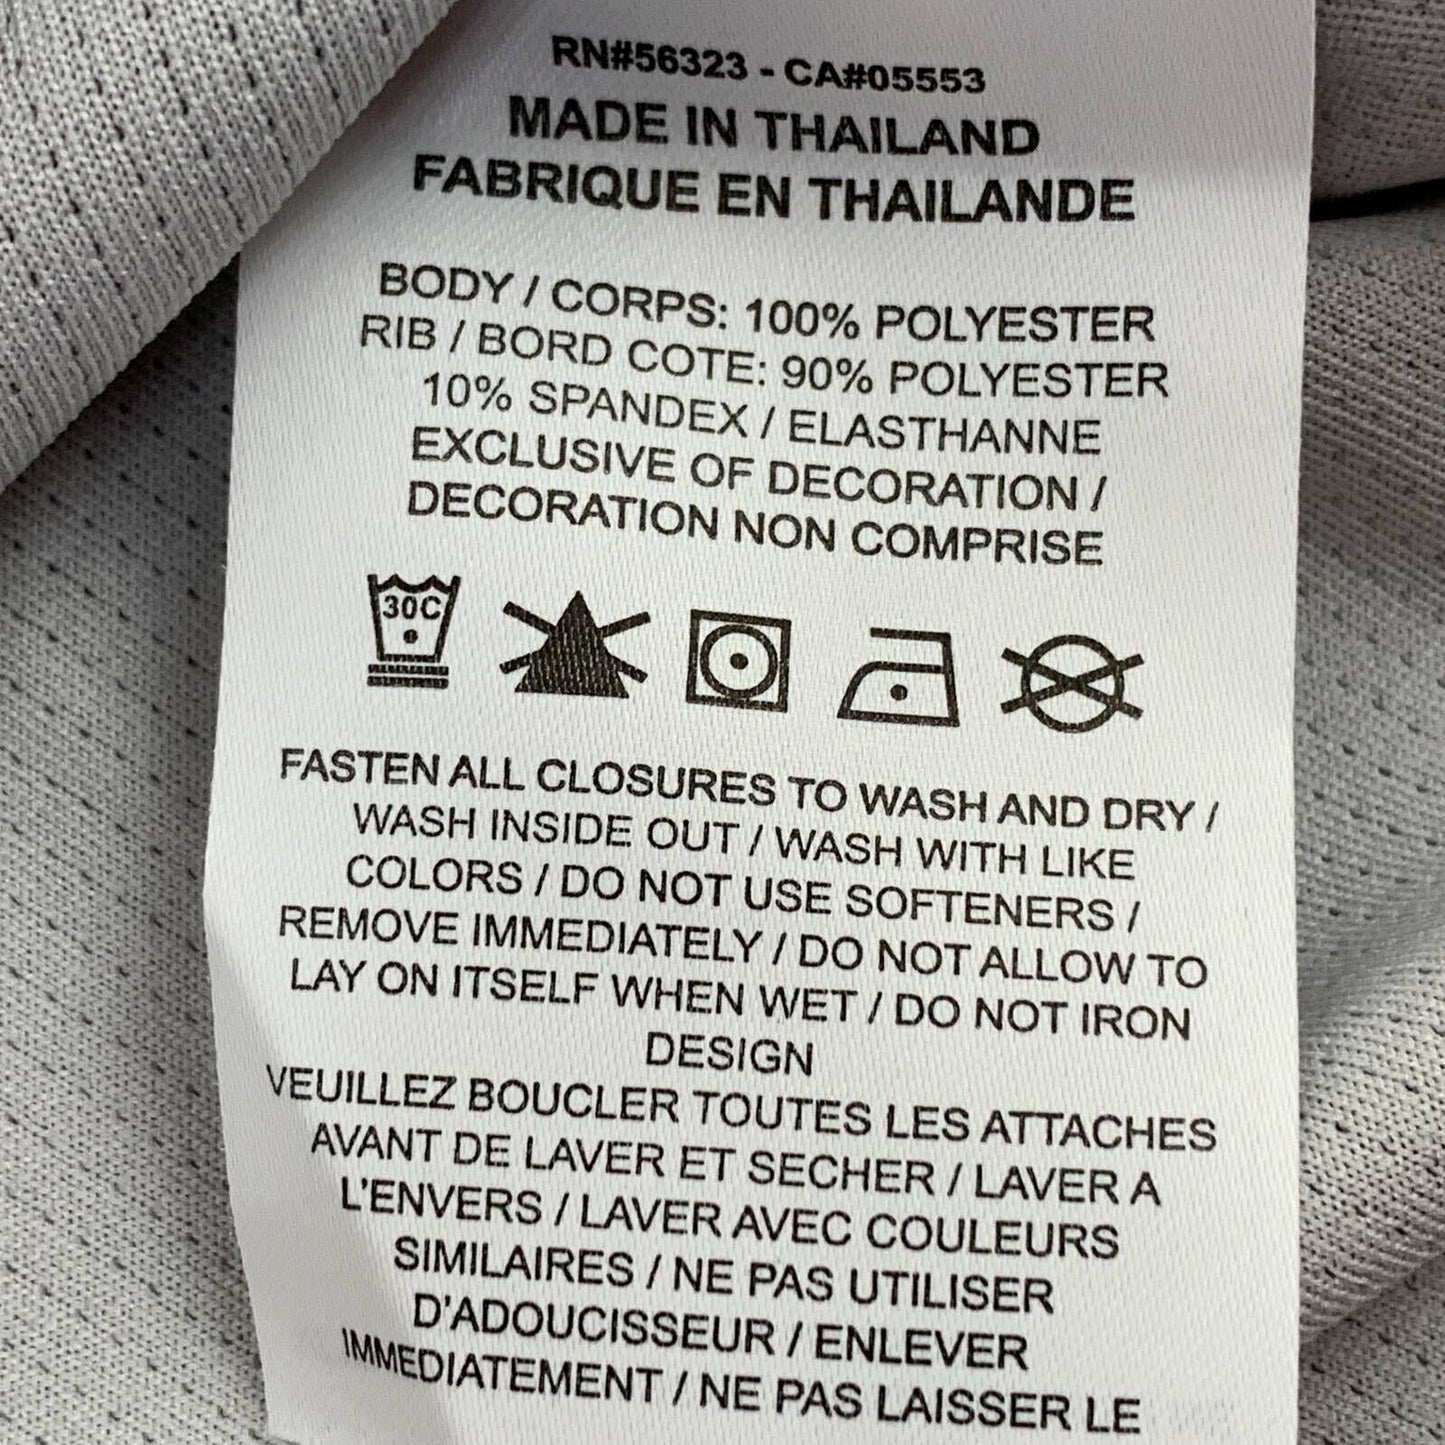 RN#56323 - CA#05553
MADE IN THAILAND
FABRIQUE EN THAILANDE
BODY / CORPS: 100% POLYESTER
RIB / BORD COTE: 90% POLYESTER
10% SPANDEX / ELASTHANNE
EXCLUSIVE OF DECORATION /
DECORATION NON COMPRISE
30C
FASTEN ALL CLOSURES TO WASH AND DRY /
WASH INSIDE OUT / WASH WITH LIKE
COLORS / DO NOT USE SOFTENERS /
REMOVE IMMEDIATELY / DO NOT ALLOW TO
LAY ON ITSELF WHEN WET / DO NOT IRON
DESIGN
VEUILLEZ BOUCLER TOUTES LES ATTACHES
AVANT DE LAVER ET SECHER / LAVER A
L'ENVERS / LAVER AVEC COULEURS
SIMILAIRES / NE PAS UTILISER
D'ADOUCISSEUR / ENLEVER
IMMEDIATEMENT / NE PAS LAISSER LE